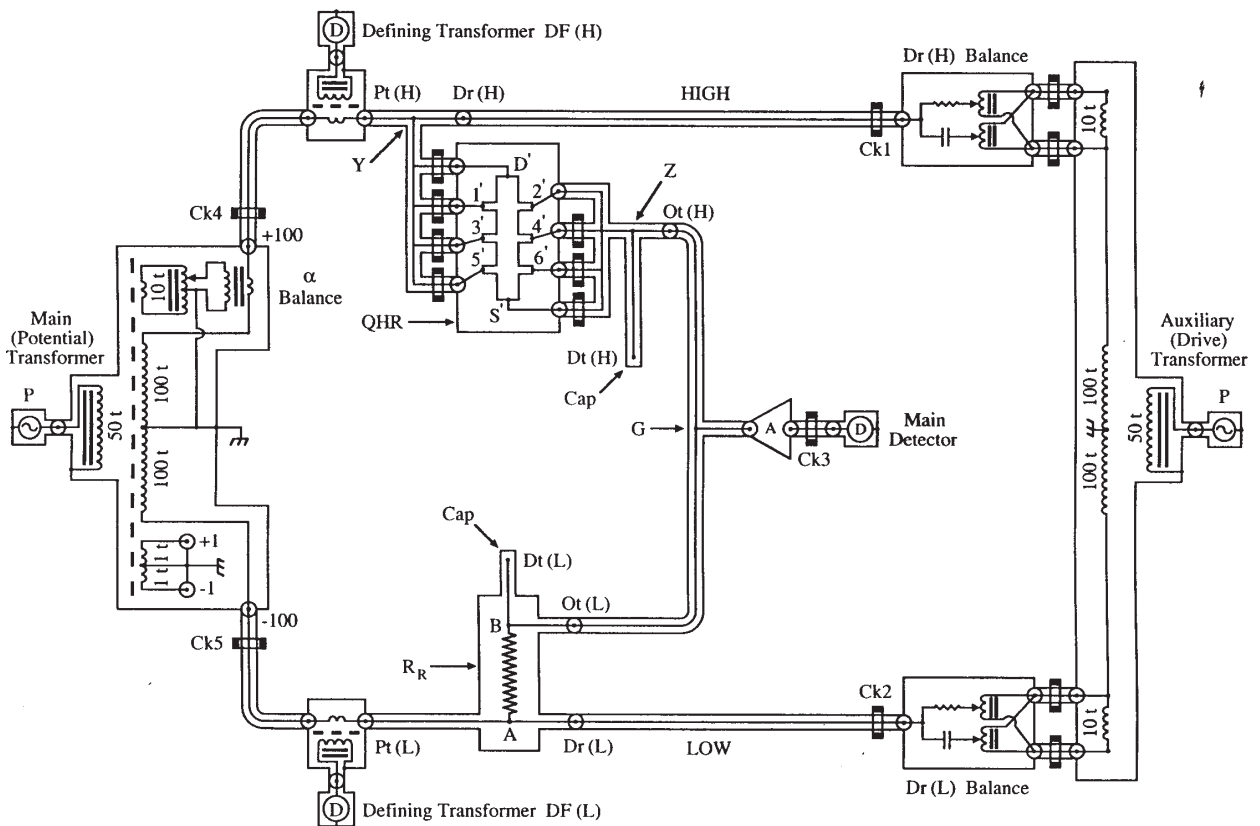 D
Defining Transformer DF (H)
Pt (H)
Dr (H)
HIGH
Dr (H) Balance
10 t
Ck1
Y
D'
Z
1'
2'
3'
4'
5'
6'
S'
Ot (H)
Ck4
+100
10 t
α
Balance
QHR
Dt (H)
Cap
Main
(Potential)
Transformer
P
50 t
100 t
100 t
G
A
Ck3
D
Main
Detector
100 t
100 t
50 t
Auxiliary
(Drive)
Transformer
P
Cap
Dt (L)
1 t
1 t
+1
-1
B
Ot (L)
-100
Ck5
R_R
Ck2
A
Pt (L)
Dr (L)
LOW
10 t
Dr (L) Balance
D
Defining Transformer DF (L)